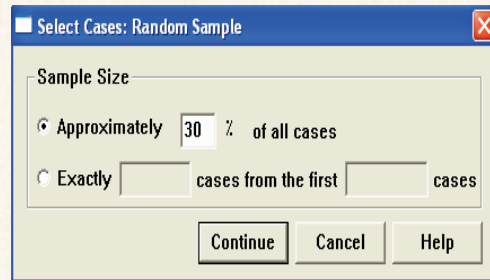 Select Cases: Random Sample
Sample Size
Approximately 30 % of all cases
Exactly cases from the first cases
Continue Cancel Help